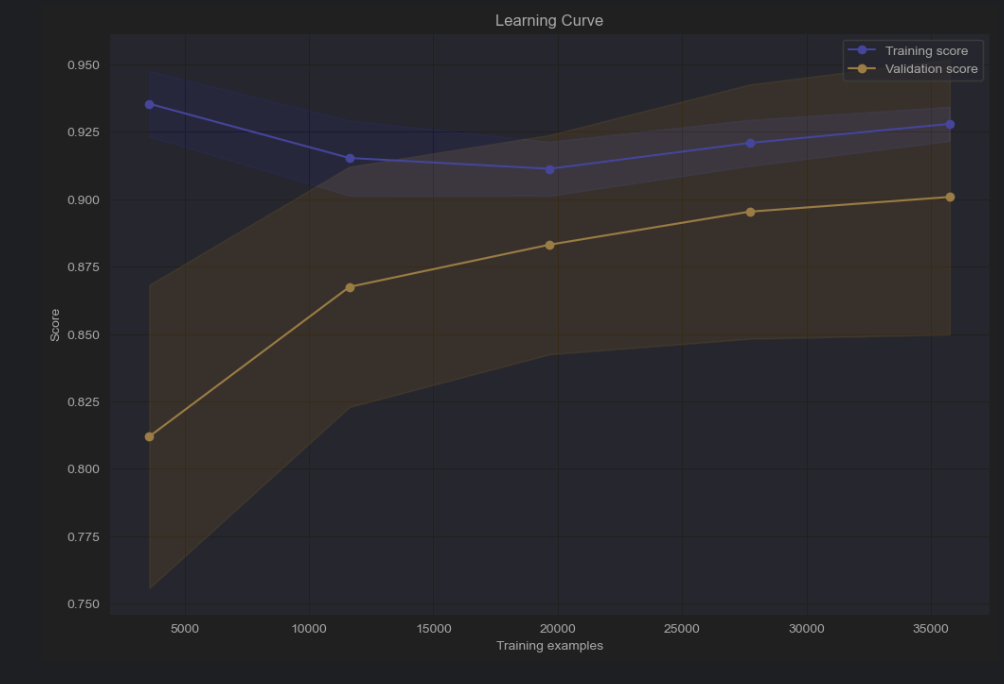 Learning Curve
Training score
Validation score
0.950
0.925
0.900
0.875
0.850
0.825
0.800
0.775
0.750
Score
5000 10000 15000 20000 25000 30000 35000
Training examples